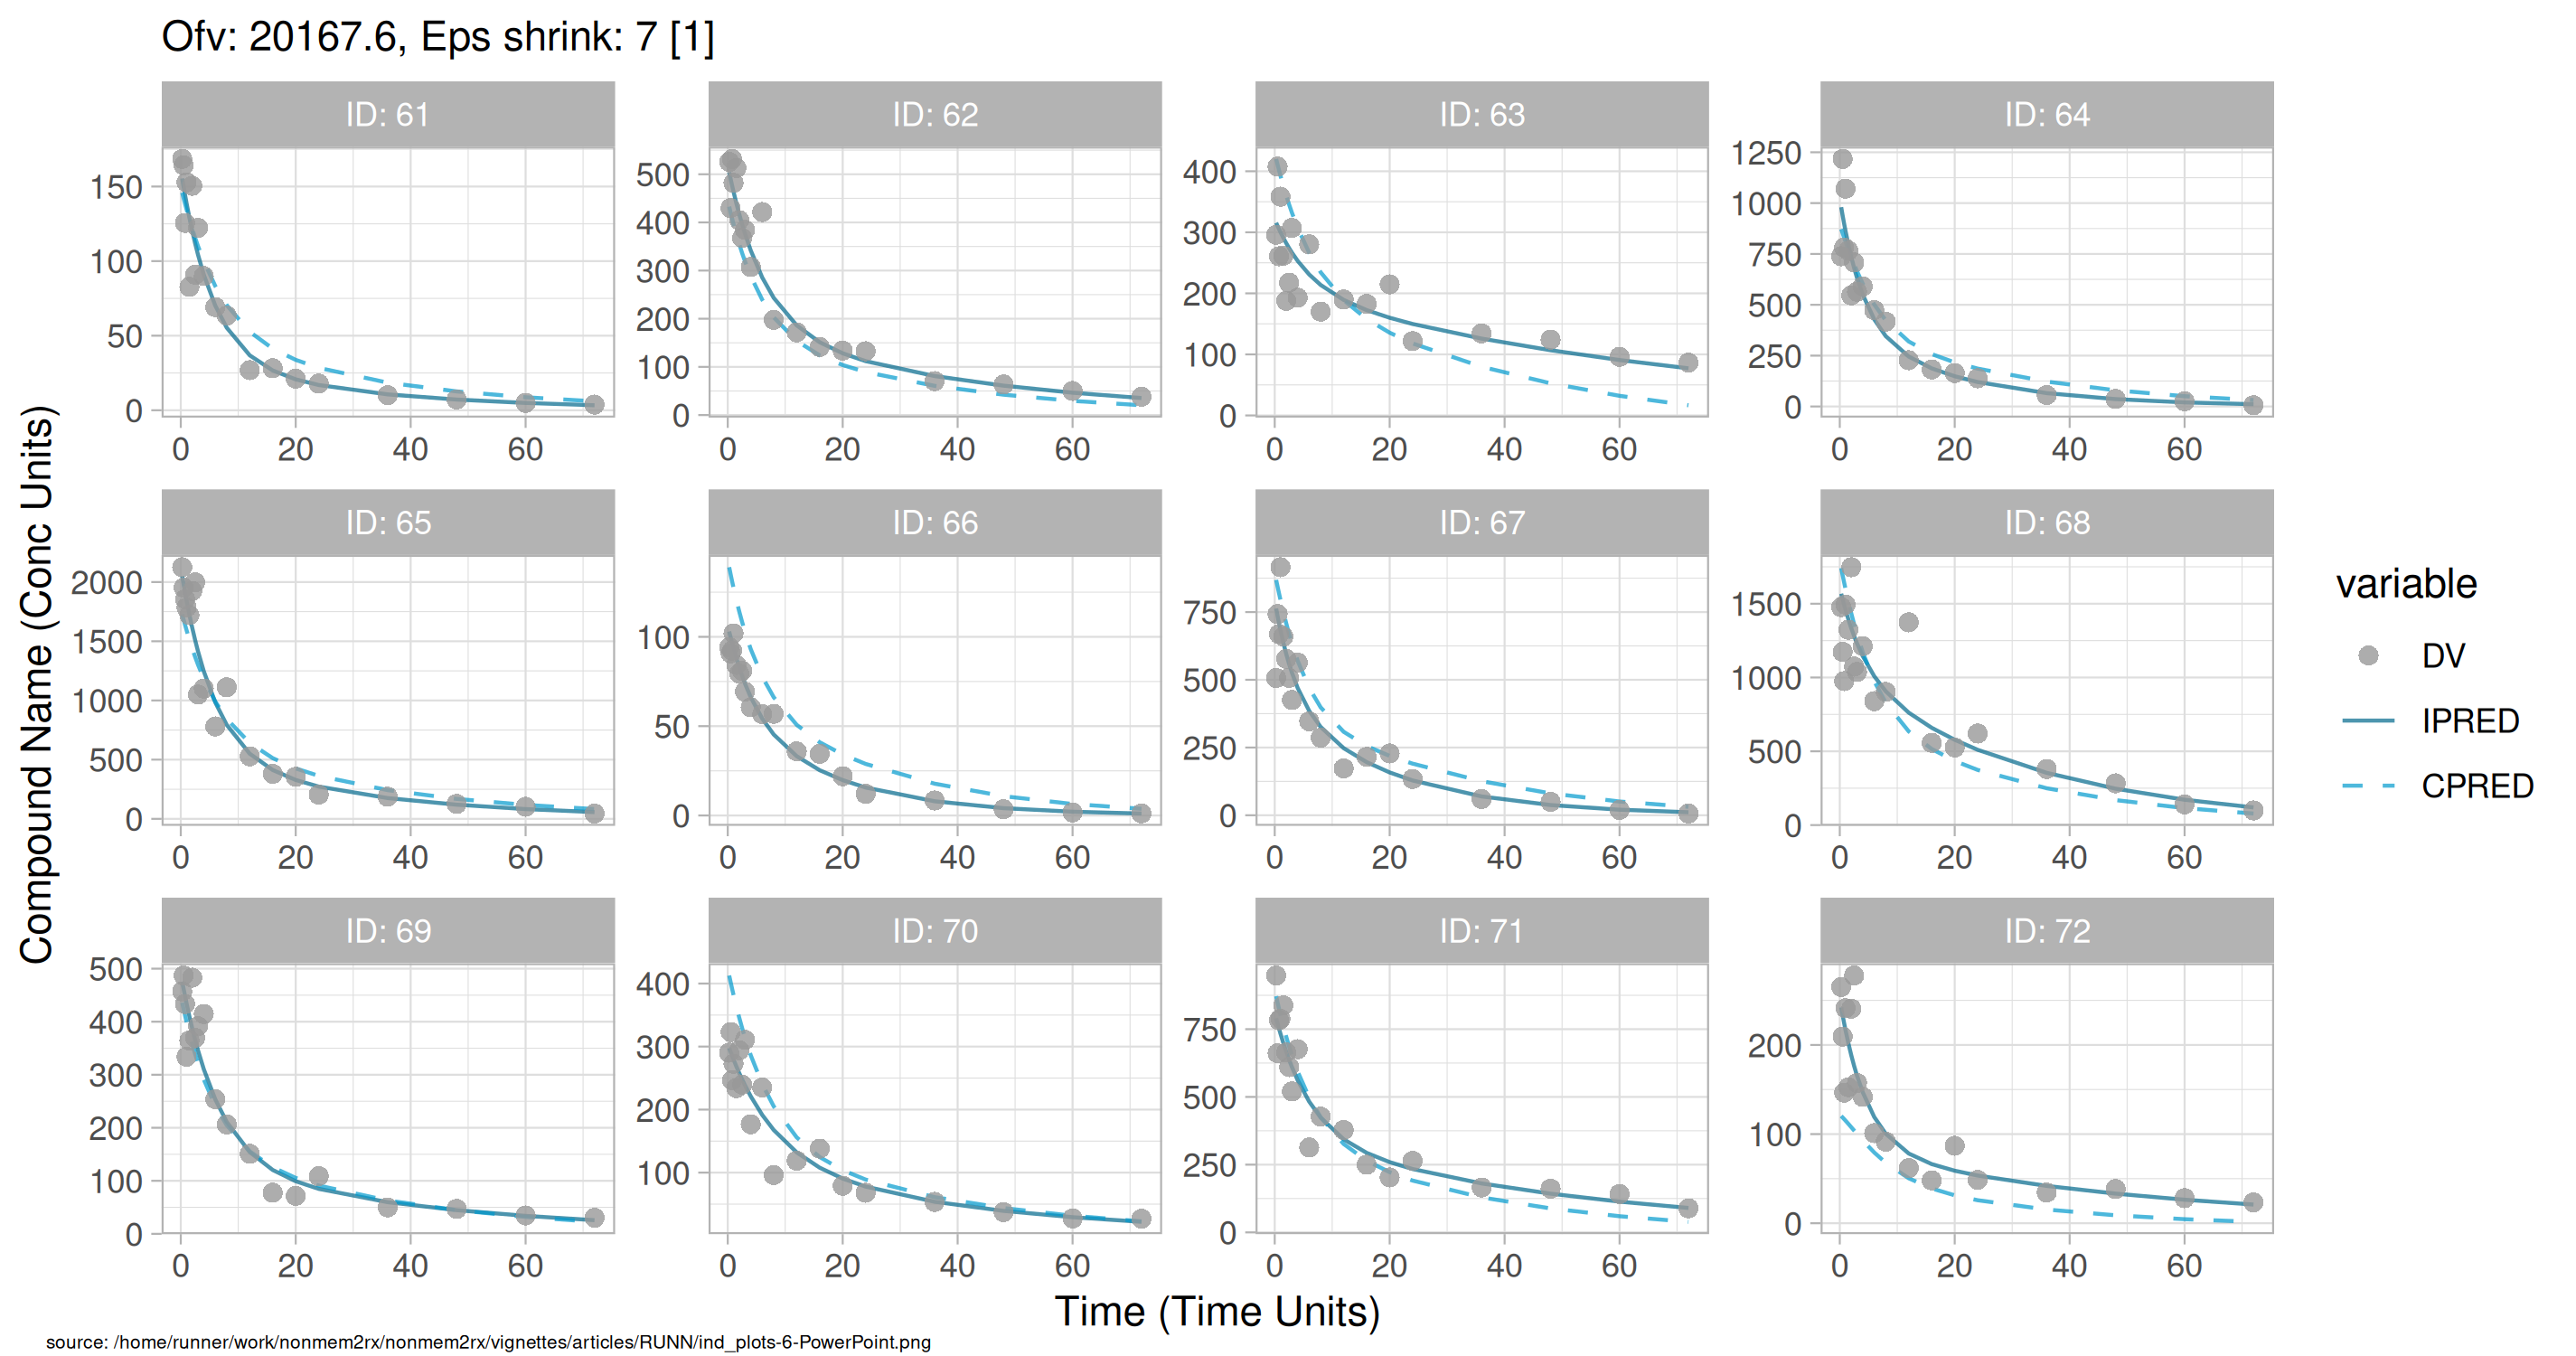 Ofv: 20167.6, Eps shrink: 7 [1]
Compound Name (Conc Units)
ID: 61
150
100
50
0
0 20 40 60
ID: 62
500
400
300
200
100
0
0 20 40 60
ID: 63
400
300
200
100
0
0 20 40 60
ID: 64
1250
1000
750
500
250
0
0 20 40 60
ID: 65
2000
1500
1000
500
0
0 20 40 60
ID: 66
100
50
0
0 20 40 60
ID: 67
750
500
250
0
0 20 40 60
ID: 68
1500
1000
500
0
0 20 40 60
ID: 69
500
400
300
200
100
0
0 20 40 60
ID: 70
400
300
200
100
0 20 40 60
ID: 71
750
500
250
0
0 20 40 60
ID: 72
200
100
0
0 20 40 60
variable
DV
IPRED
CPRED
Time (Time Units)
source: /home/runner/work/nonmem2rx/nonmem2rx/vignettes/articles/RUNN/ind_plots-6-PowerPoint.png